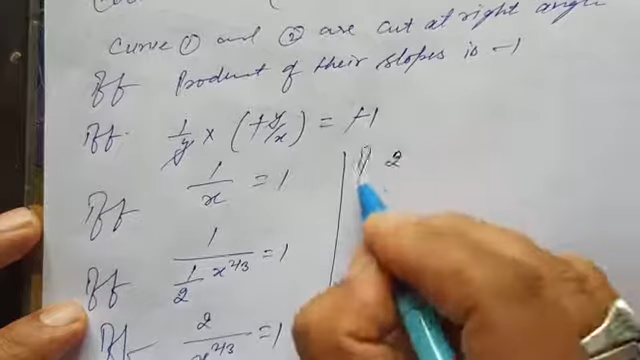 curve ① and ② are cut at right angle
Iff Product of their slopes is -1
Iff 1/y × (+y/x) = +1
Iff 1/x = 1
Iff 1/(1/2 x^2/3) = 1
Iff 2/x^2/3 = 1
2